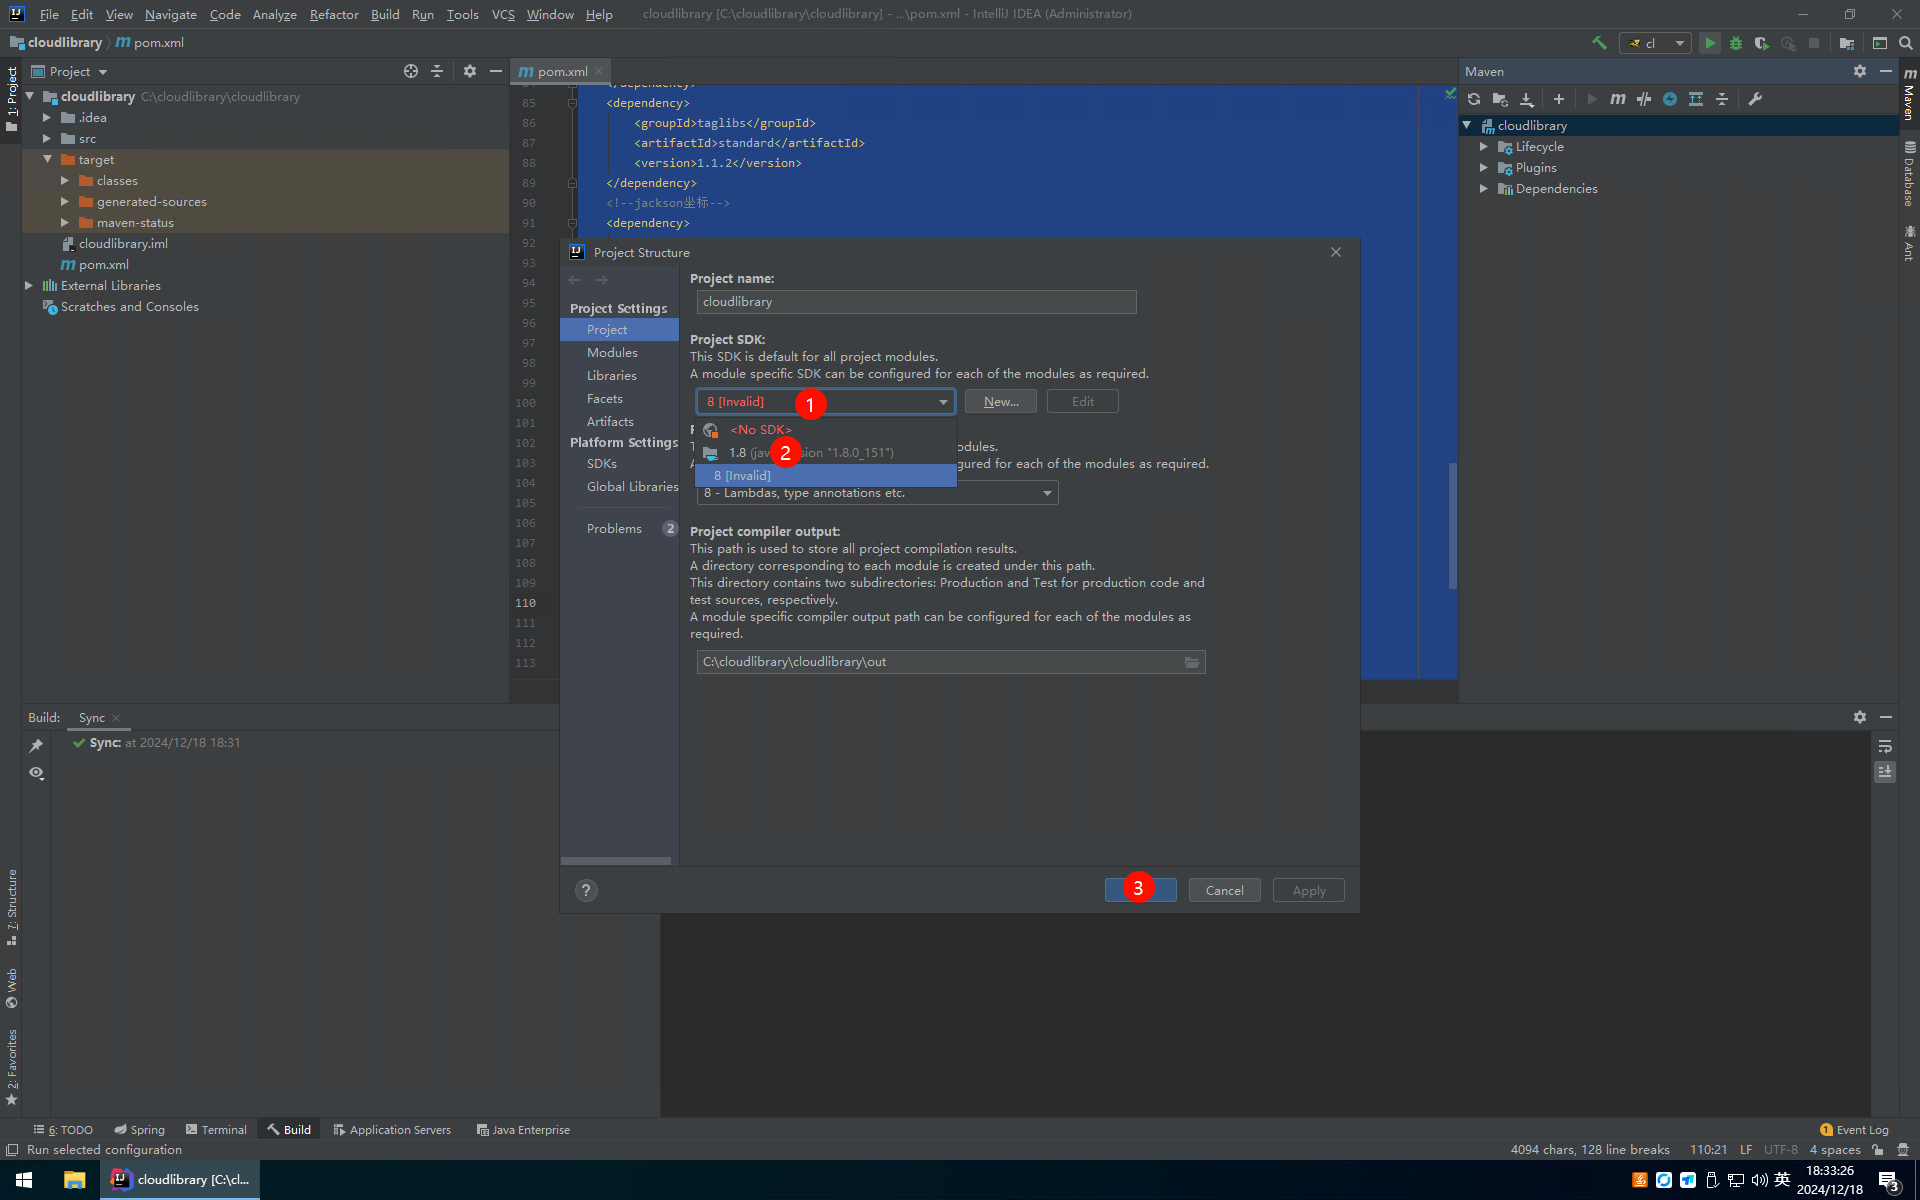 File Edit View Navigate Code Analyze Refactor Build Run Tools VCS Window Help cloudlibrary [C:\cloudlibrary\cloudlibrary] - ...\pom.xml - IntelliJ IDEA (Administrator)
cloudlibrary pom.xml
cl
1: Project
Project
cloudlibrary C:\cloudlibrary\cloudlibrary
.idea
src
target
classes
generated-sources
maven-status
cloudlibrary.iml
pom.xml
External Libraries
Scratches and Consoles
pom.xml
</dependency>
85 <dependency>
86 <groupId>taglibs</groupId>
87 <artifactId>standard</artifactId>
88 <version>1.1.2</version>
89 </dependency>
90 <!--jackson坐标-->
91 <dependency>
92
93
94
95
96
97
98
99
100
101
102
103
104
105
106
107
108
109
110
111
112
113
Maven
cloudlibrary
Lifecycle
Plugins
Dependencies
Maven
Database
Ant
Project Structure
Project Settings
Project
Modules
Libraries
Facets
Artifacts
Platform Settings
SDKs
Global Libraries
Problems 2
Project name:
cloudlibrary
Project SDK:
This SDK is default for all project modules.
A module specific SDK can be configured for each of the modules as required.
8 [Invalid] 1 New... Edit
<No SDK>
1.8 2 "1.8.0_151")
8 [Invalid]
8 - Lambdas, type annotations etc.
Project compiler output:
This path is used to store all project compilation results.
A directory corresponding to each module is created under this path.
This directory contains two subdirectories: Production and Test for production code and
test sources, respectively.
A module specific compiler output path can be configured for each of the modules as
required.
C:\cloudlibrary\cloudlibrary\out
? 3 Cancel Apply
Build: Sync
Sync: at 2024/12/18 18:31
7: Structure
Web
2: Favorites
6: TODO Spring Terminal Build Application Servers Java Enterprise 1 Event Log
Run selected configuration 4094 chars, 128 line breaks 110:21 LF UTF-8 4 spaces
cloudlibrary [C:\cl...
英
18:33:26
2024/12/18
3